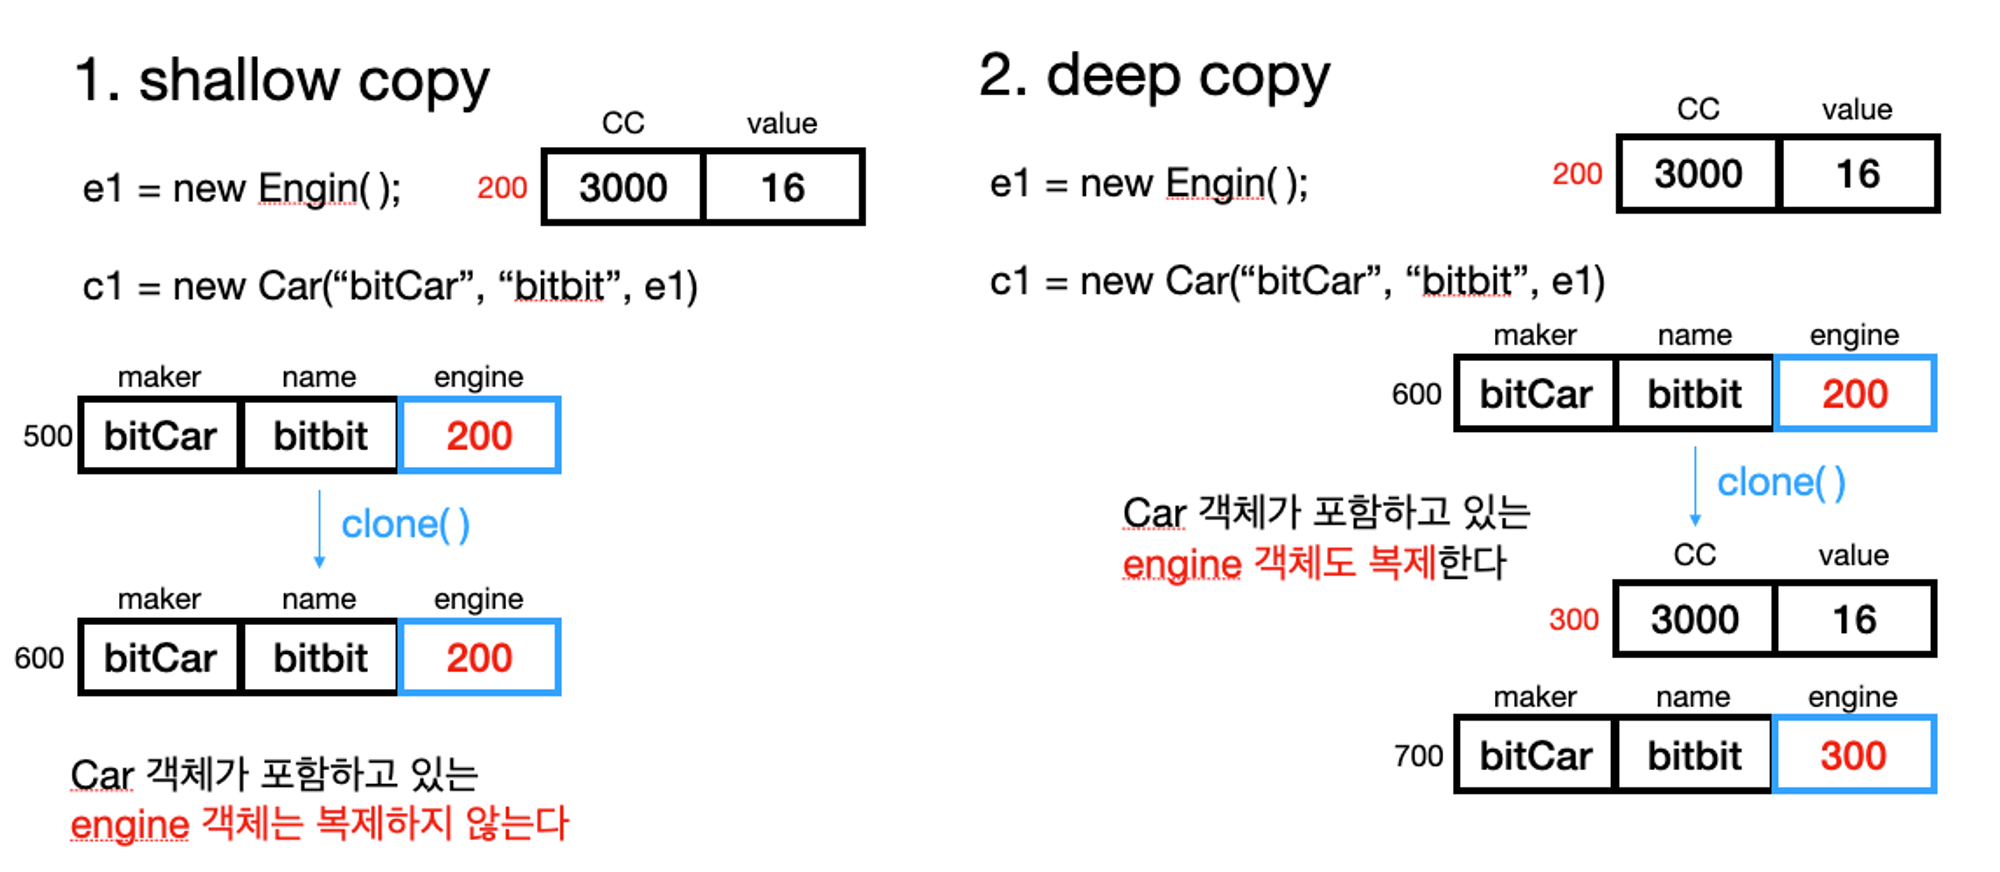 1. shallow copy
CC value
e1 = new Engin( );
200 3000 16
c1 = new Car(“bitCar”, “bitbit”, e1)
maker name engine
500 bitCar bitbit 200
clone( )
maker name engine
600 bitCar bitbit 200
Car 객체가 포함하고 있는
engine 객체는 복제하지 않는다
2. deep copy
CC value
e1 = new Engin( );
200 3000 16
c1 = new Car(“bitCar”, “bitbit”, e1)
maker name engine
600 bitCar bitbit 200
clone( )
Car 객체가 포함하고 있는
engine 객체도 복제한다
CC value
300 3000 16
maker name engine
700 bitCar bitbit 300